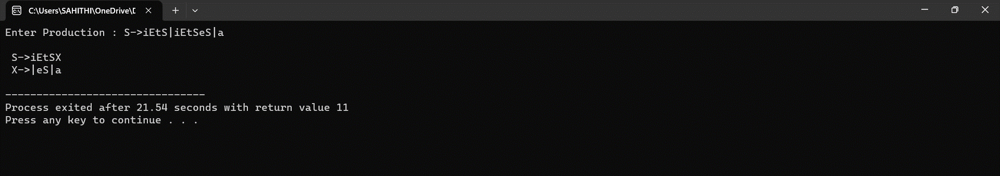 C:\Users\SAHITHI\OneDrive\D
Enter Production : S->iEtS|iEtSeS|a
S->iEtSX
X->|eS|a
--------------------------------
Process exited after 21.54 seconds with return value 11
Press any key to continue . . .